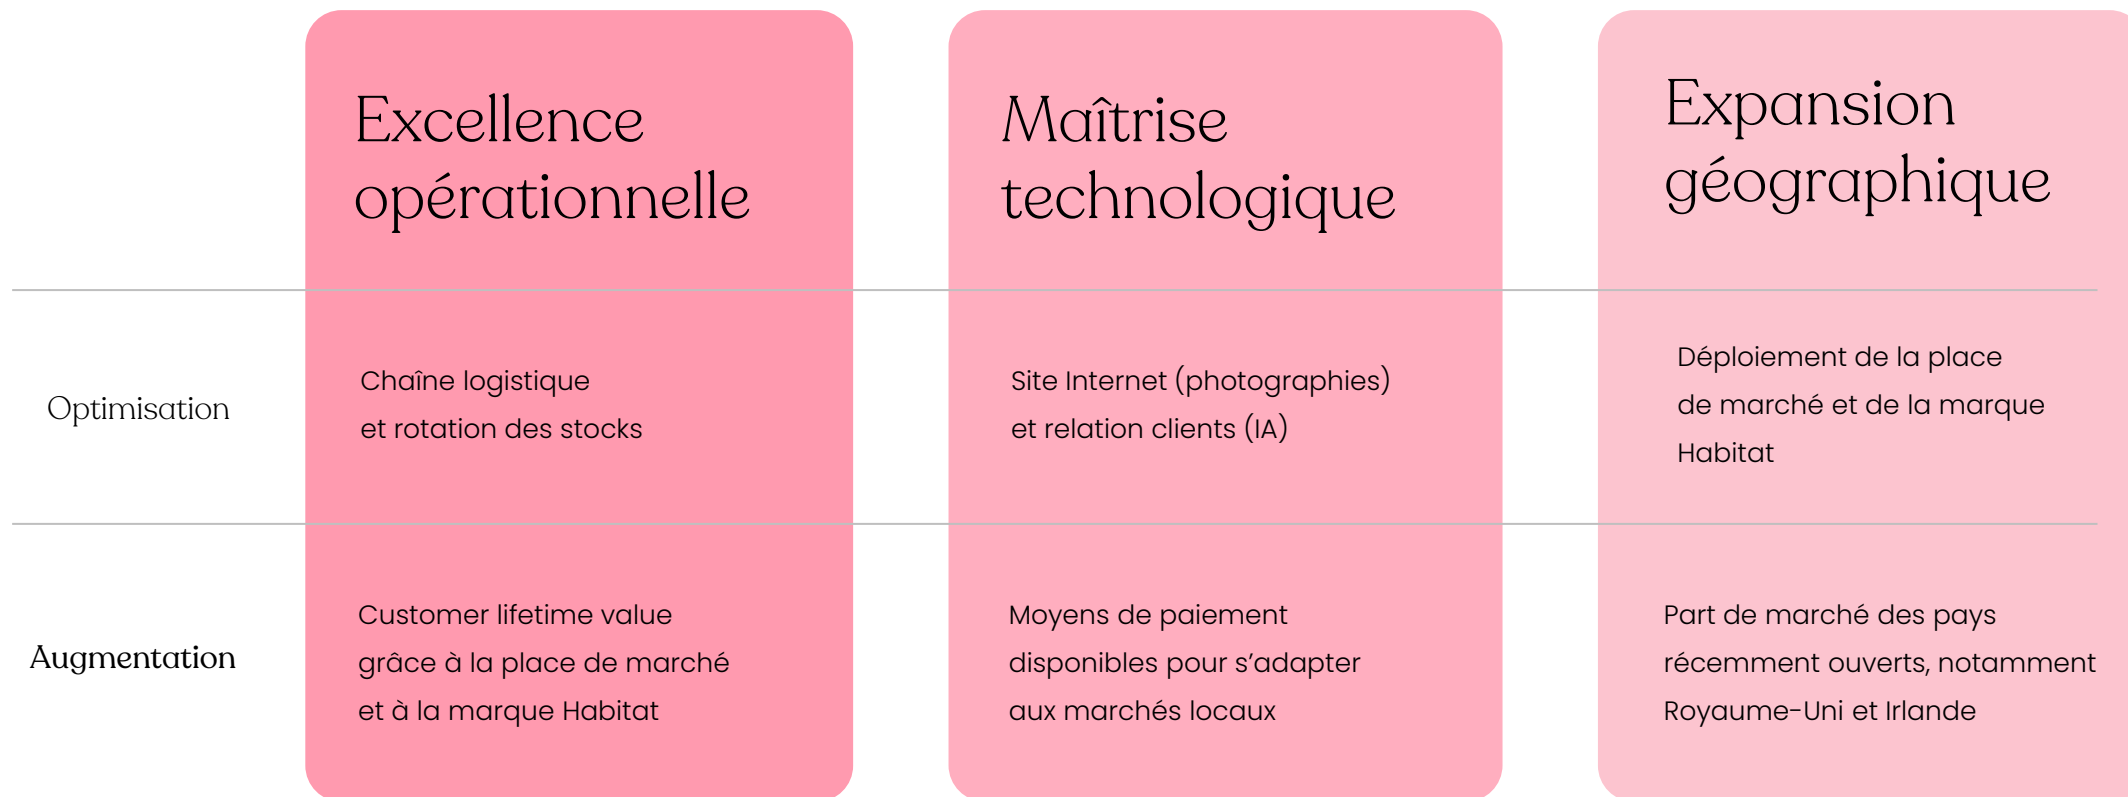 Excellence
opérationnelle
Maîtrise
technologique
Expansion
géographique
Optimisation
Chaîne logistique
et rotation des stocks
Site Internet (photographies)
et relation clients (IA)
Déploiement de la place
de marché et de la marque
Habitat
Augmentation
Customer lifetime value
grâce à la place de marché
et à la marque Habitat
Moyens de paiement
disponibles pour s’adapter
aux marchés locaux
Part de marché des pays
récemment ouverts, notamment
Royaume-Uni et Irlande